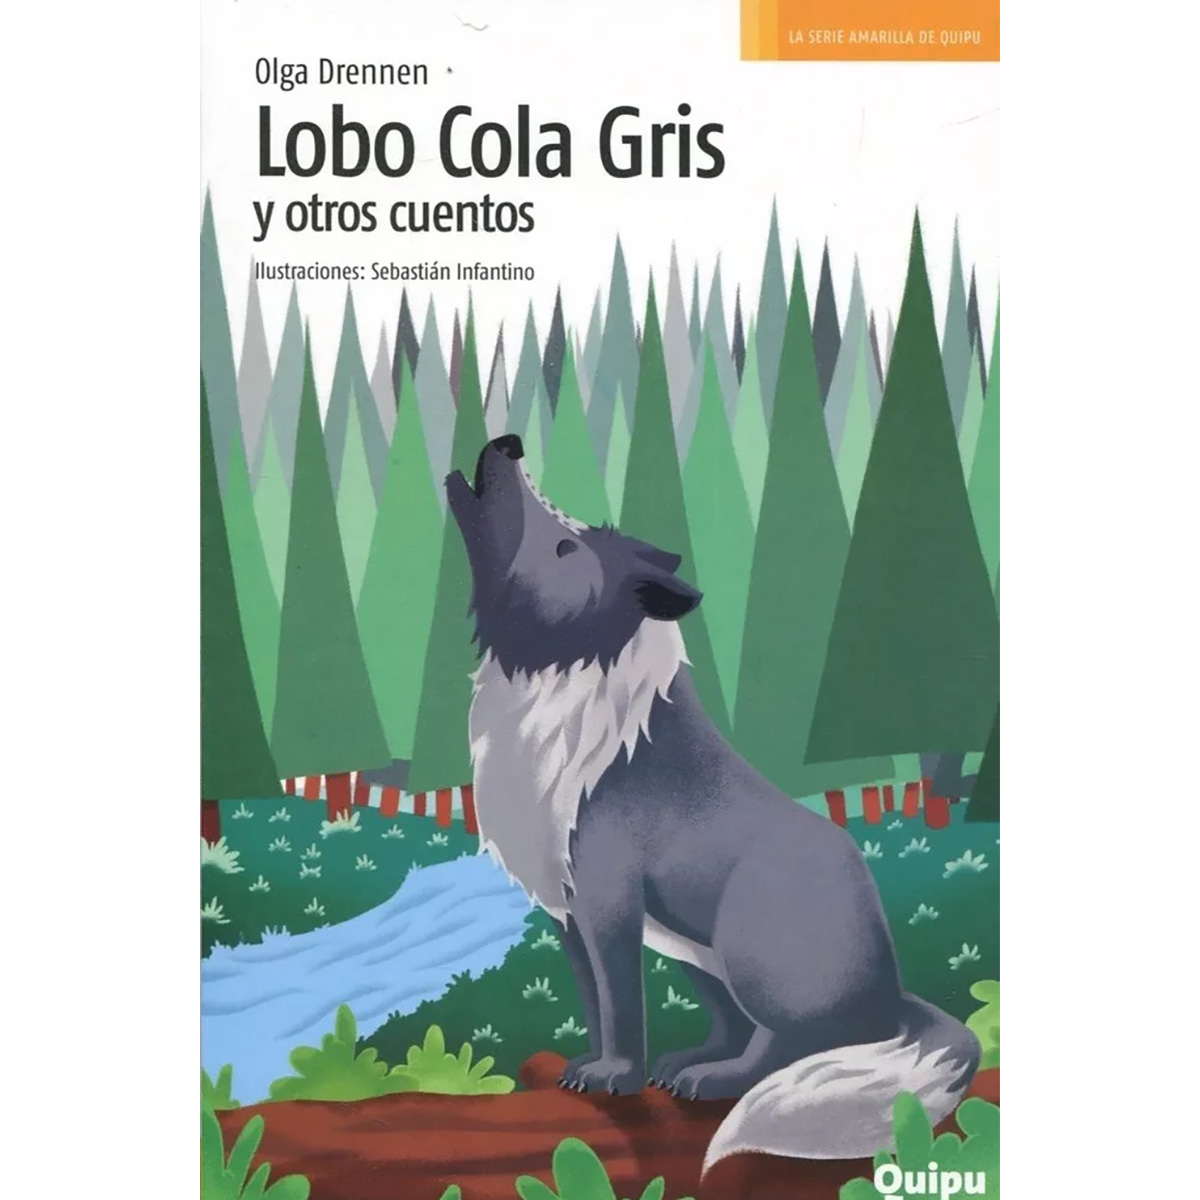 LA SERIE AMARILLA DE QUIPU
Olga Drennen
Lobo Cola Gris
y otros cuentos
Ilustraciones: Sebastián Infantino
Quipu